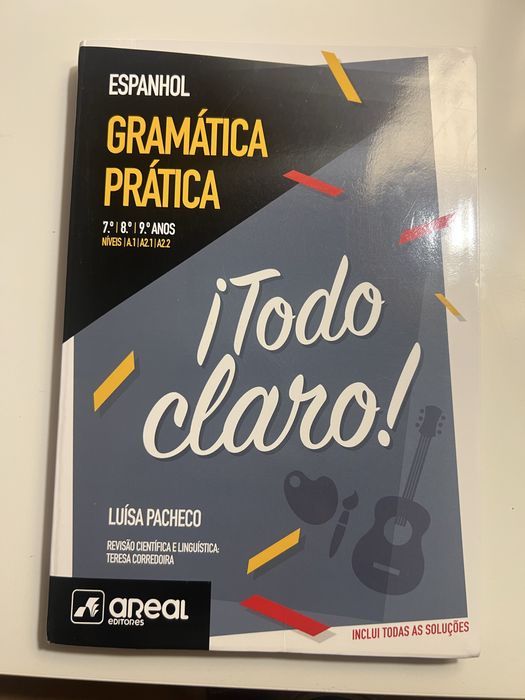 ESPANHOL
GRAMÁTICA
PRÁTICA
7.º | 8.º | 9.º ANOS
NÍVEIS | A.1 | A2.1 | A2.2
¡Todo
claro!
LUÍSA PACHECO
REVISÃO CIENTÍFICA E LINGUÍSTICA:
TERESA CORREDOIRA
areal
EDITORES
INCLUI TODAS AS SOLUÇÕES